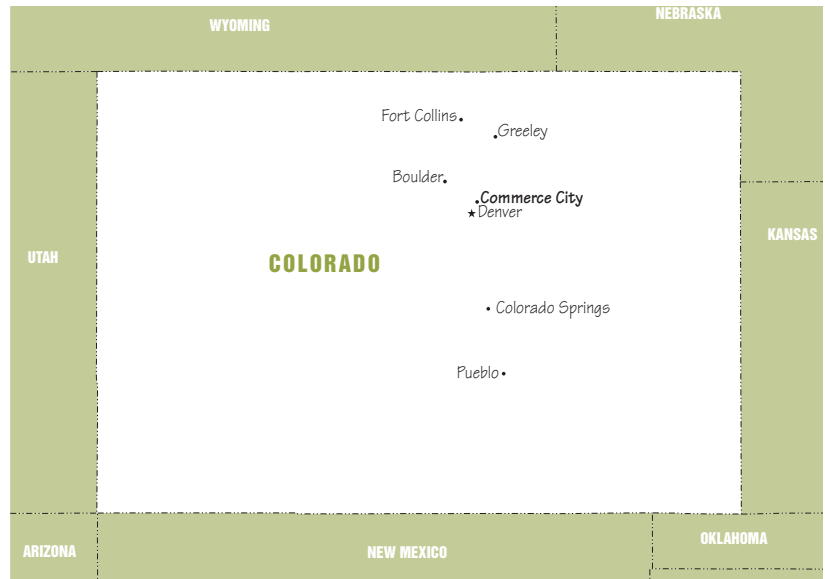 NEBRASKA
WYOMING
Fort Collins
Greeley
Boulder
Commerce City
Denver
KANSAS
UTAH
COLORADO
Colorado Springs
Pueblo
OKLAHOMA
ARIZONA
NEW MEXICO